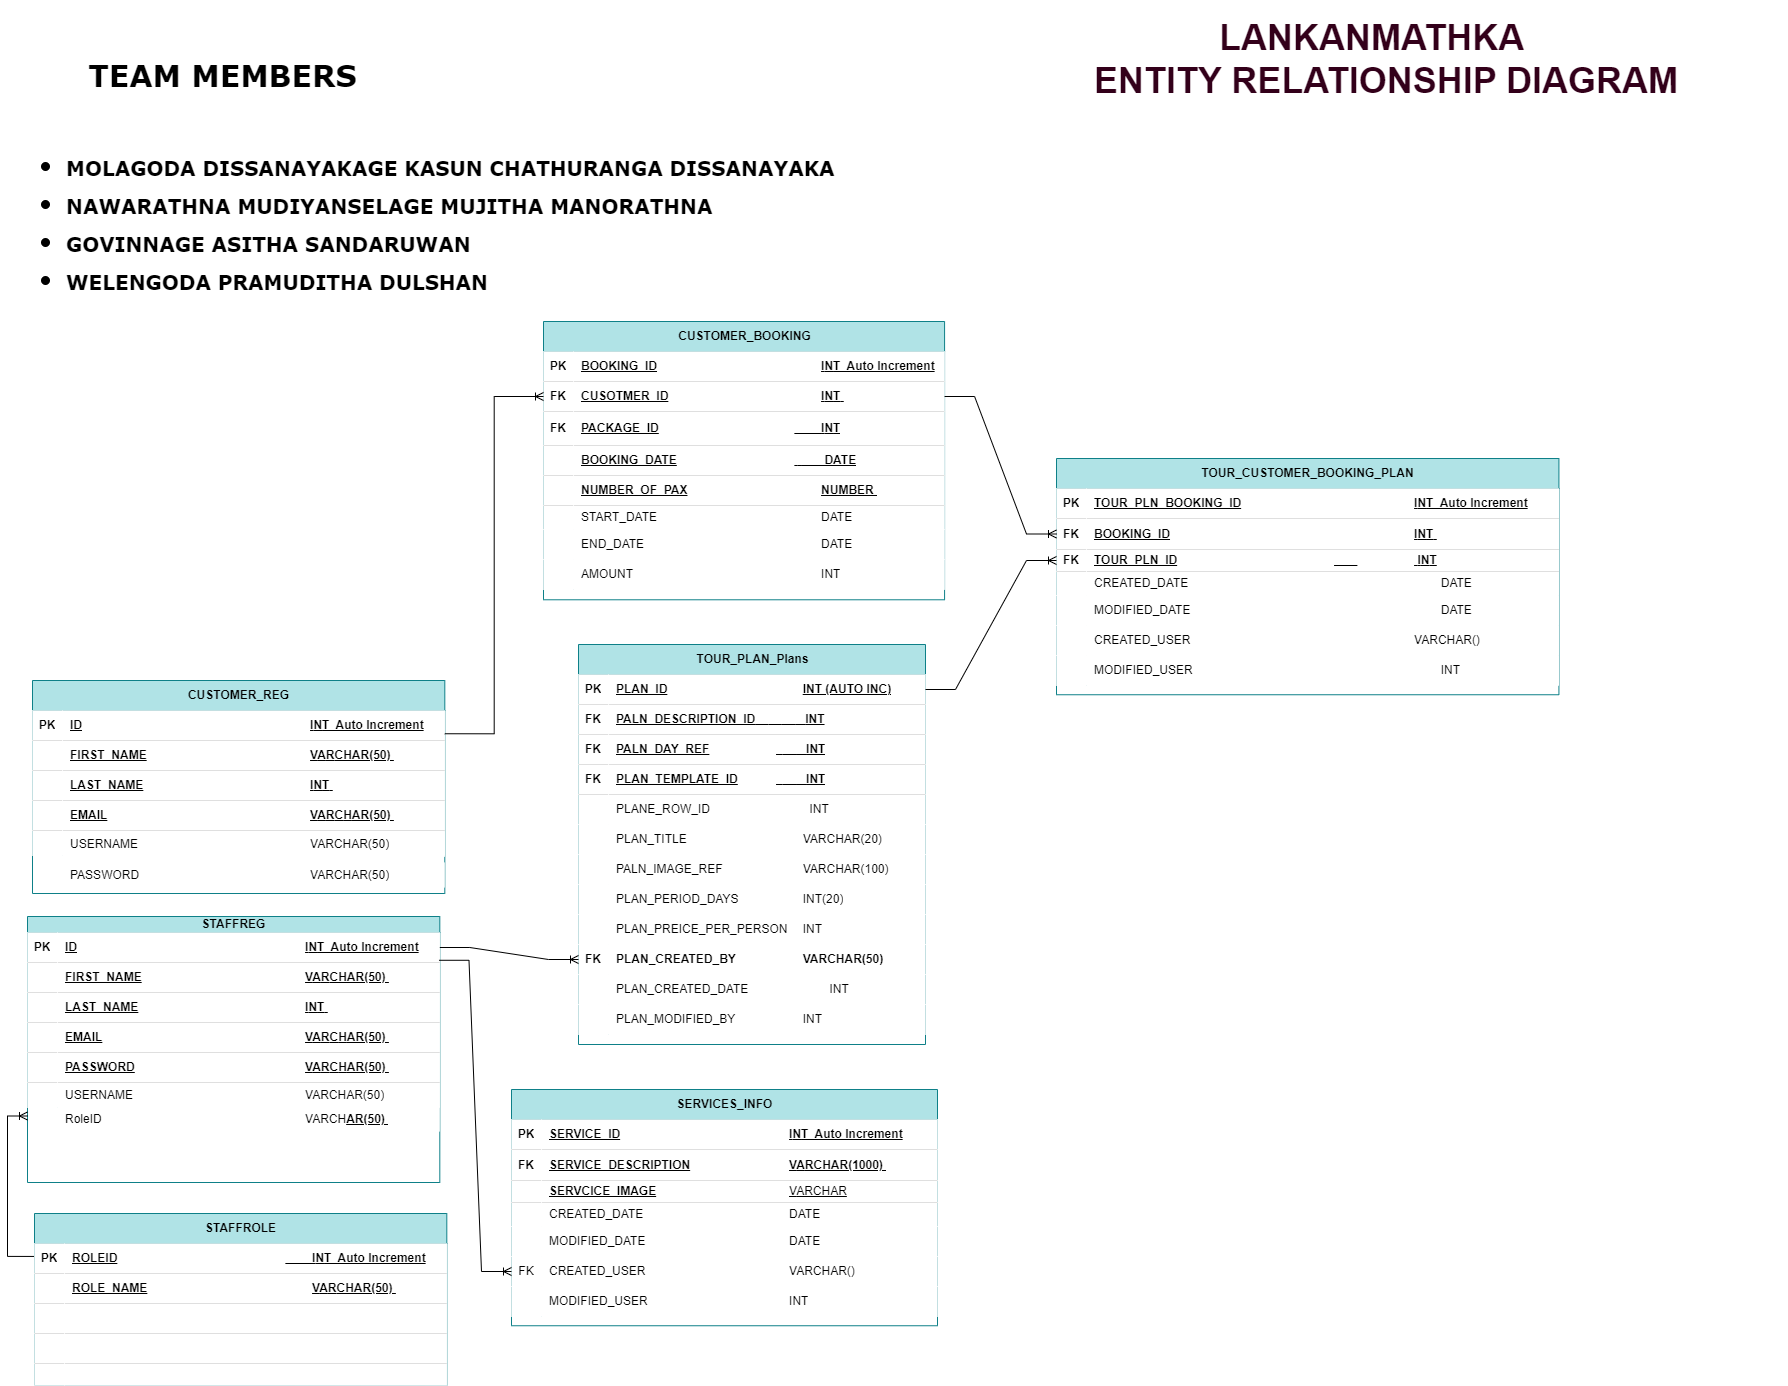 LANKANMATHKA
ENTITY RELATIONSHIP DIAGRAM
TEAM MEMBERS
• MOLAGODA DISSANAYAKAGE KASUN CHATHURANGA DISSANAYAKA
• NAWARATHNA MUDIYANSELAGE MUJITHA MANORATHNA
• GOVINNAGE ASITHA SANDARUWAN
• WELENGODA PRAMUDITHA DULSHAN
CUSTOMER_BOOKING
PK BOOKING_ID INT Auto Increment
FK CUSOTMER_ID INT
FK PACKAGE_ID INT
BOOKING_DATE DATE
NUMBER_OF_PAX NUMBER
START_DATE DATE
END_DATE DATE
AMOUNT INT
TOUR_CUSTOMER_BOOKING_PLAN
PK TOUR_PLN_BOOKING_ID INT Auto Increment
FK BOOKING_ID INT
FK TOUR_PLN_ID INT
CREATED_DATE DATE
MODIFIED_DATE DATE
CREATED_USER VARCHAR()
MODIFIED_USER INT
TOUR_PLAN_Plans
PK PLAN_ID INT (AUTO INC)
FK PALN_DESCRIPTION_ID INT
FK PALN_DAY_REF INT
FK PLAN_TEMPLATE_ID INT
PLANE_ROW_ID INT
PLAN_TITLE VARCHAR(20)
PALN_IMAGE_REF VARCHAR(100)
PLAN_PERIOD_DAYS INT(20)
PLAN_PREICE_PER_PERSON INT
FK PLAN_CREATED_BY VARCHAR(50)
PLAN_CREATED_DATE INT
PLAN_MODIFIED_BY INT
CUSTOMER_REG
PK ID INT Auto Increment
FIRST_NAME VARCHAR(50)
LAST_NAME INT
EMAIL VARCHAR(50)
USERNAME VARCHAR(50)
PASSWORD VARCHAR(50)
STAFFREG
PK ID INT Auto Increment
FIRST_NAME VARCHAR(50)
LAST_NAME INT
EMAIL VARCHAR(50)
PASSWORD VARCHAR(50)
USERNAME VARCHAR(50)
RoleID VARCHAR(50)
SERVICES_INFO
PK SERVICE_ID INT Auto Increment
FK SERVICE_DESCRIPTION VARCHAR(1000)
SERVCICE_IMAGE VARCHAR
CREATED_DATE DATE
MODIFIED_DATE DATE
FK CREATED_USER VARCHAR()
MODIFIED_USER INT
STAFFROLE
PK ROLEID INT Auto Increment
ROLE_NAME VARCHAR(50)